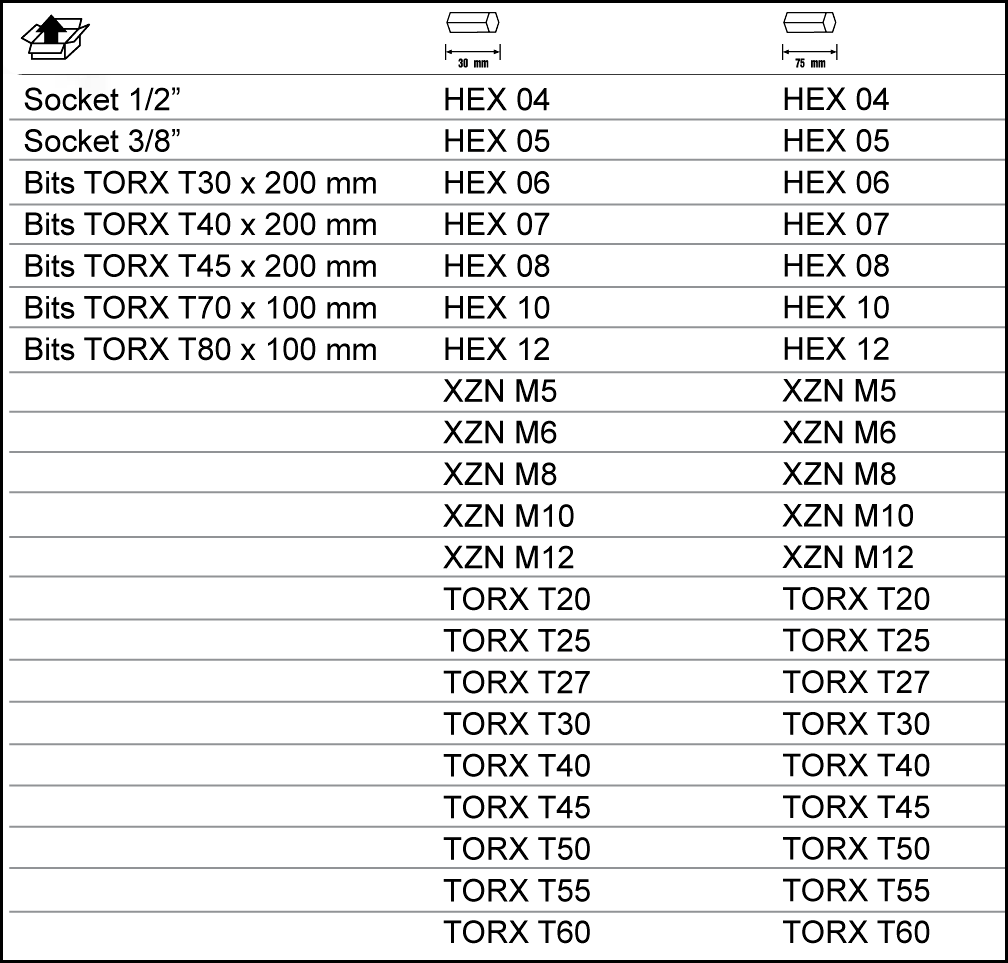 30 mm 75 mm
Socket 1/2” HEX 04 HEX 04
Socket 3/8” HEX 05 HEX 05
Bits TORX T30 x 200 mm HEX 06 HEX 06
Bits TORX T40 x 200 mm HEX 07 HEX 07
Bits TORX T45 x 200 mm HEX 08 HEX 08
Bits TORX T70 x 100 mm HEX 10 HEX 10
Bits TORX T80 x 100 mm HEX 12 HEX 12
XZN M5 XZN M5
XZN M6 XZN M6
XZN M8 XZN M8
XZN M10 XZN M10
XZN M12 XZN M12
TORX T20 TORX T20
TORX T25 TORX T25
TORX T27 TORX T27
TORX T30 TORX T30
TORX T40 TORX T40
TORX T45 TORX T45
TORX T50 TORX T50
TORX T55 TORX T55
TORX T60 TORX T60